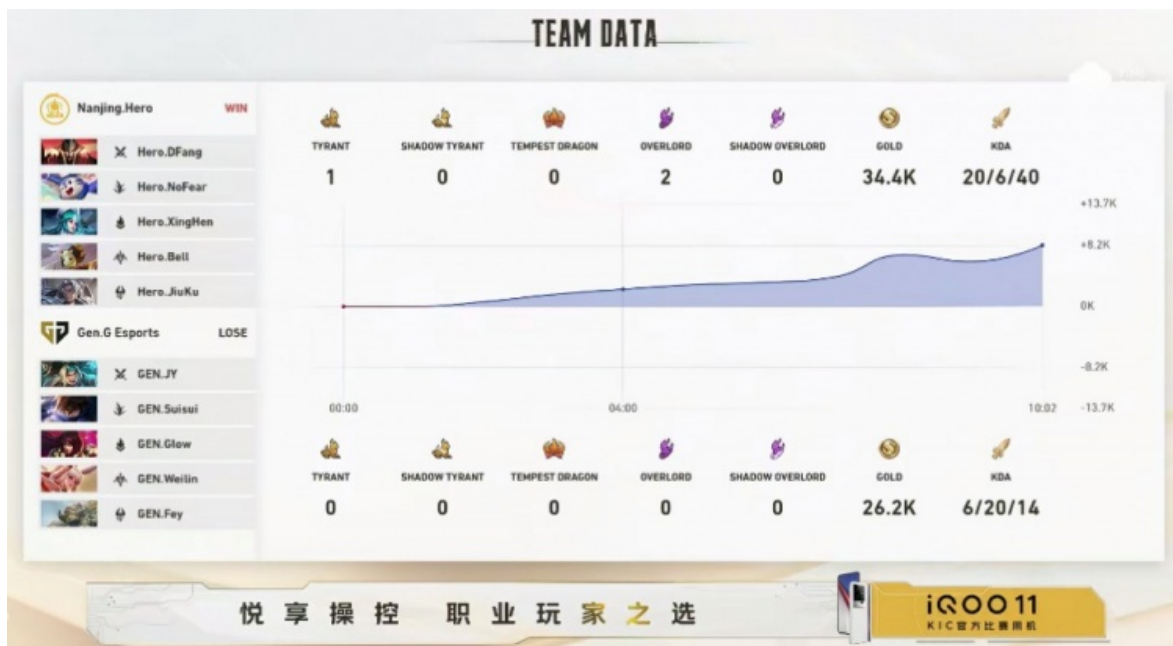 TEAM DATA
Nanjing.Hero WIN
Hero.DFang
Hero.NoFear
Hero.XingHen
Hero.Bell
Hero.JiuKu
TYRANT SHADOW TYRANT TEMPEST DRAGON OVERLORD SHADOW OVERLORD GOLD KDA
1 0 0 2 0 34.4K 20/6/40
+13.7K
+8.2K
0K
-8.2K
-13.7K
00:00 04:00 10:02
Gen.G Esports LOSE
GEN.JY
GEN.Suisui
GEN.Glow
GEN.Weilin
GEN.Fey
TYRANT SHADOW TYRANT TEMPEST DRAGON OVERLORD SHADOW OVERLORD GOLD KDA
0 0 0 0 0 26.2K 6/20/14
悦享操控 职业玩家之选
iQOO 11
KIC官方比赛用机